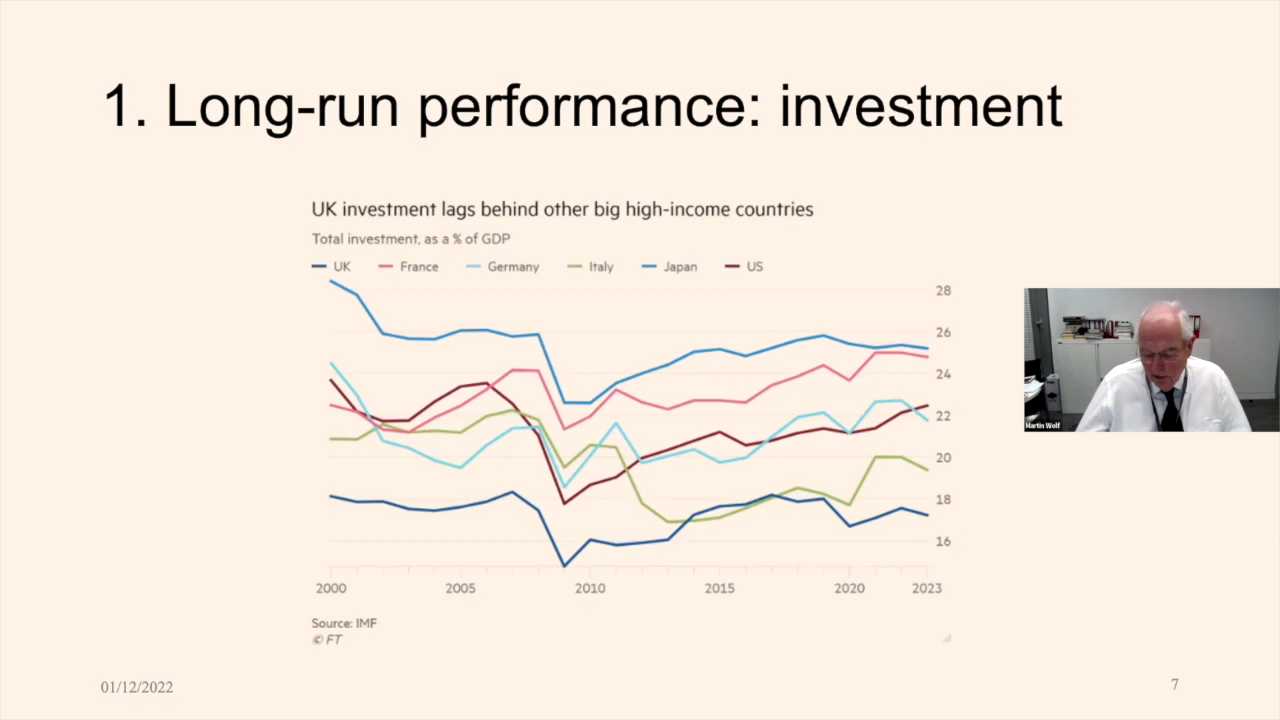 1. Long-run performance: investment
UK investment lags behind other big high-income countries
Total investment, as a % of GDP
UK France Germany Italy Japan US
28
26
24
22
20
18
16
2000 2005 2010 2015 2020 2023
Source: IMF
© FT
Martin Wolf
01/12/2022
7